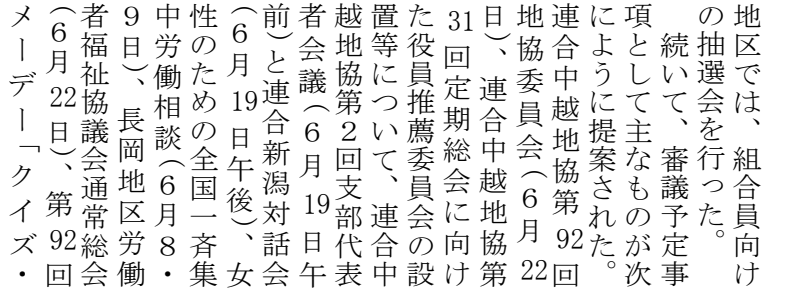 地区では、組合員向け
の抽選会を行った。
　続いて、審議予定事
項として主なものが次
にように提案された。
連合中越地協第92回
地協委員会（6月22
日）、連合中越地協第
31回定期総会に向け
た役員推薦委員会の設
置等について、連合中
越地協第２回支部代表
者会議（6月19日午
前）と連合新潟対話会
（6月19日午後）、女
性のための全国一斉集
中労働相談（6月8・
9日）、長岡地区労働
者福祉協議会通常総会
（6月22日）、第92回
メーデー「クイズ・